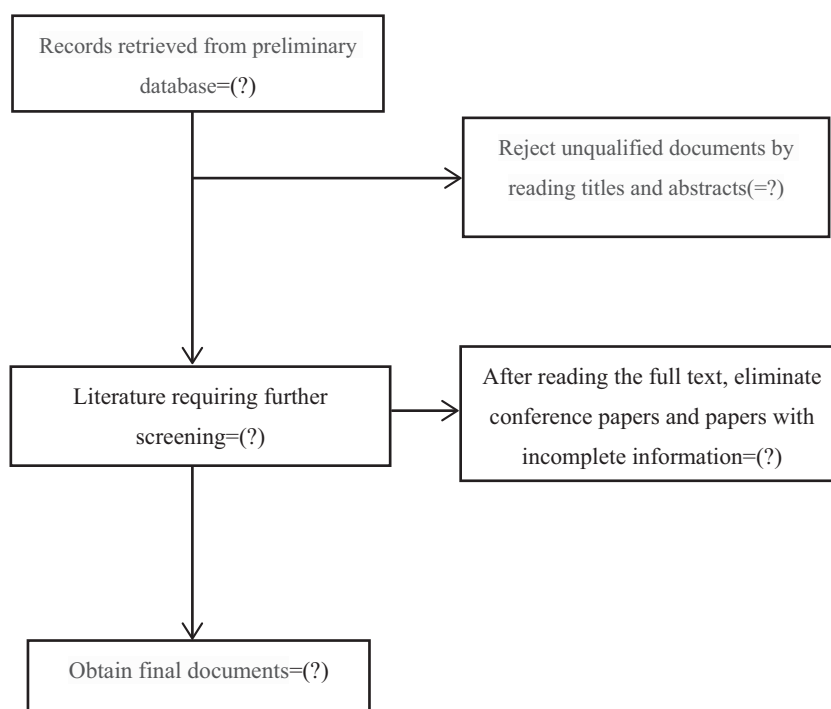 Records retrieved from preliminary
database=(?)
Reject unqualified documents by
reading titles and abstracts(=?)
Literature requiring further
screening=(?)
After reading the full text, eliminate
conference papers and papers with
incomplete information=(?)
Obtain final documents=(?)